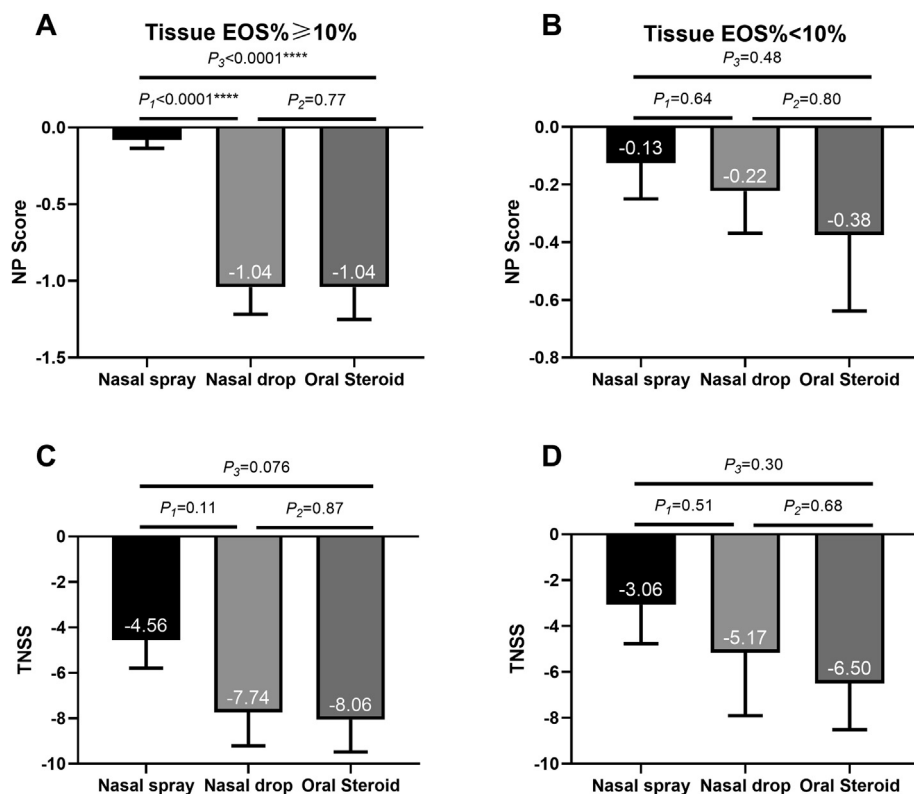 A
Tissue EOS%≥10%
P3<0.0001****
P1<0.0001****
P2=0.77
0.0
-0.5
-1.0
-1.5
NP Score
-1.04
-1.04
Nasal spray
Nasal drop
Oral Steroid
B
Tissue EOS%<10%
P3=0.48
P1=0.64
P2=0.80
0.0
-0.2
-0.4
-0.6
-0.8
NP Score
-0.13
-0.22
-0.38
Nasal spray
Nasal drop
Oral Steroid
C
P3=0.076
P1=0.11
P2=0.87
0
-2
-4
-6
-8
-10
TNSS
-4.56
-7.74
-8.06
Nasal spray
Nasal drop
Oral Steroid
D
P3=0.30
P1=0.51
P2=0.68
0
-2
-4
-6
-8
-10
TNSS
-3.06
-5.17
-6.50
Nasal spray
Nasal drop
Oral Steroid